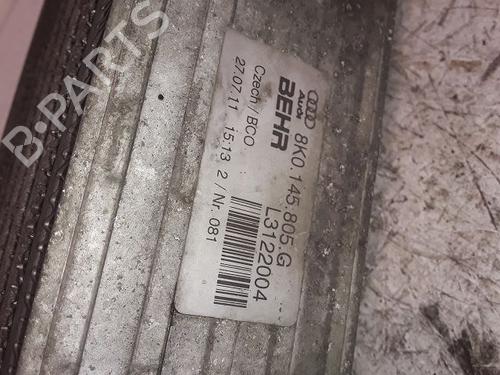 B-PARTS
Audi
BEHR
8K0.145.805.G
L3122004
Czech / BCO
27.07.11 15:13 2 / Nr. 081